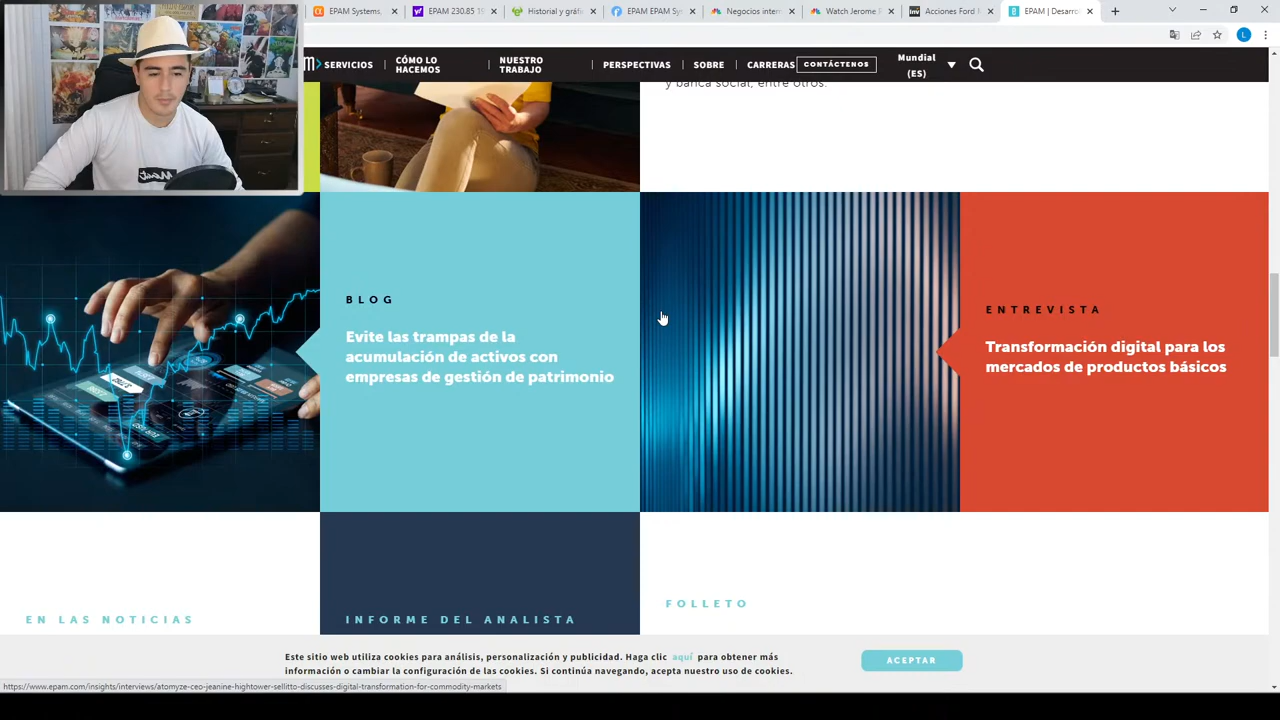 EPAM Systems,
EPAM 230.85 19
Historial y gráfi
EPAM EPAM Sys
Negocios intern
Watch Jerome P
Acciones Ford M
EPAM | Desarro
L
SERVICIOS
CÓMO LO
HACEMOS
NUESTRO
TRABAJO
PERSPECTIVAS
SOBRE
CARRERAS
CONTÁCTENOS
Mundial
(ES)
y banca social, entre otros.
BLOG
Evite las trampas de la
acumulación de activos con
empresas de gestión de patrimonio
ENTREVISTA
Transformación digital para los
mercados de productos básicos
EN LAS NOTICIAS
INFORME DEL ANALISTA
FOLLETO
Este sitio web utiliza cookies para análisis, personalización y publicidad. Haga clic aquí para obtener más
información o cambiar la configuración de las cookies. Si continúa navegando, acepta nuestro uso de cookies.
ACEPTAR
https://www.epam.com/insights/interviews/atomyze-ceo-jeanine-hightower-sellitto-discusses-digital-transformation-for-commodity-markets